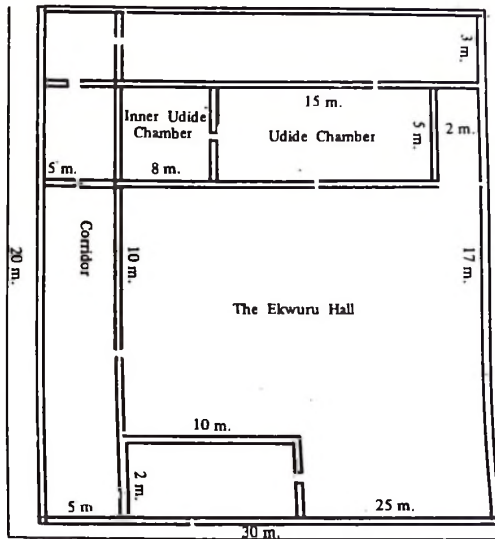 3 m.
15 m.
Inner Udide
Chamber
Udide Chamber
5 m.
2 m.
5 m.
8 m.
Corridor
20 m.
10 m.
17 m.
The Ekwuru Hall
10 m.
2 m.
5 m
25 m.
30 m.